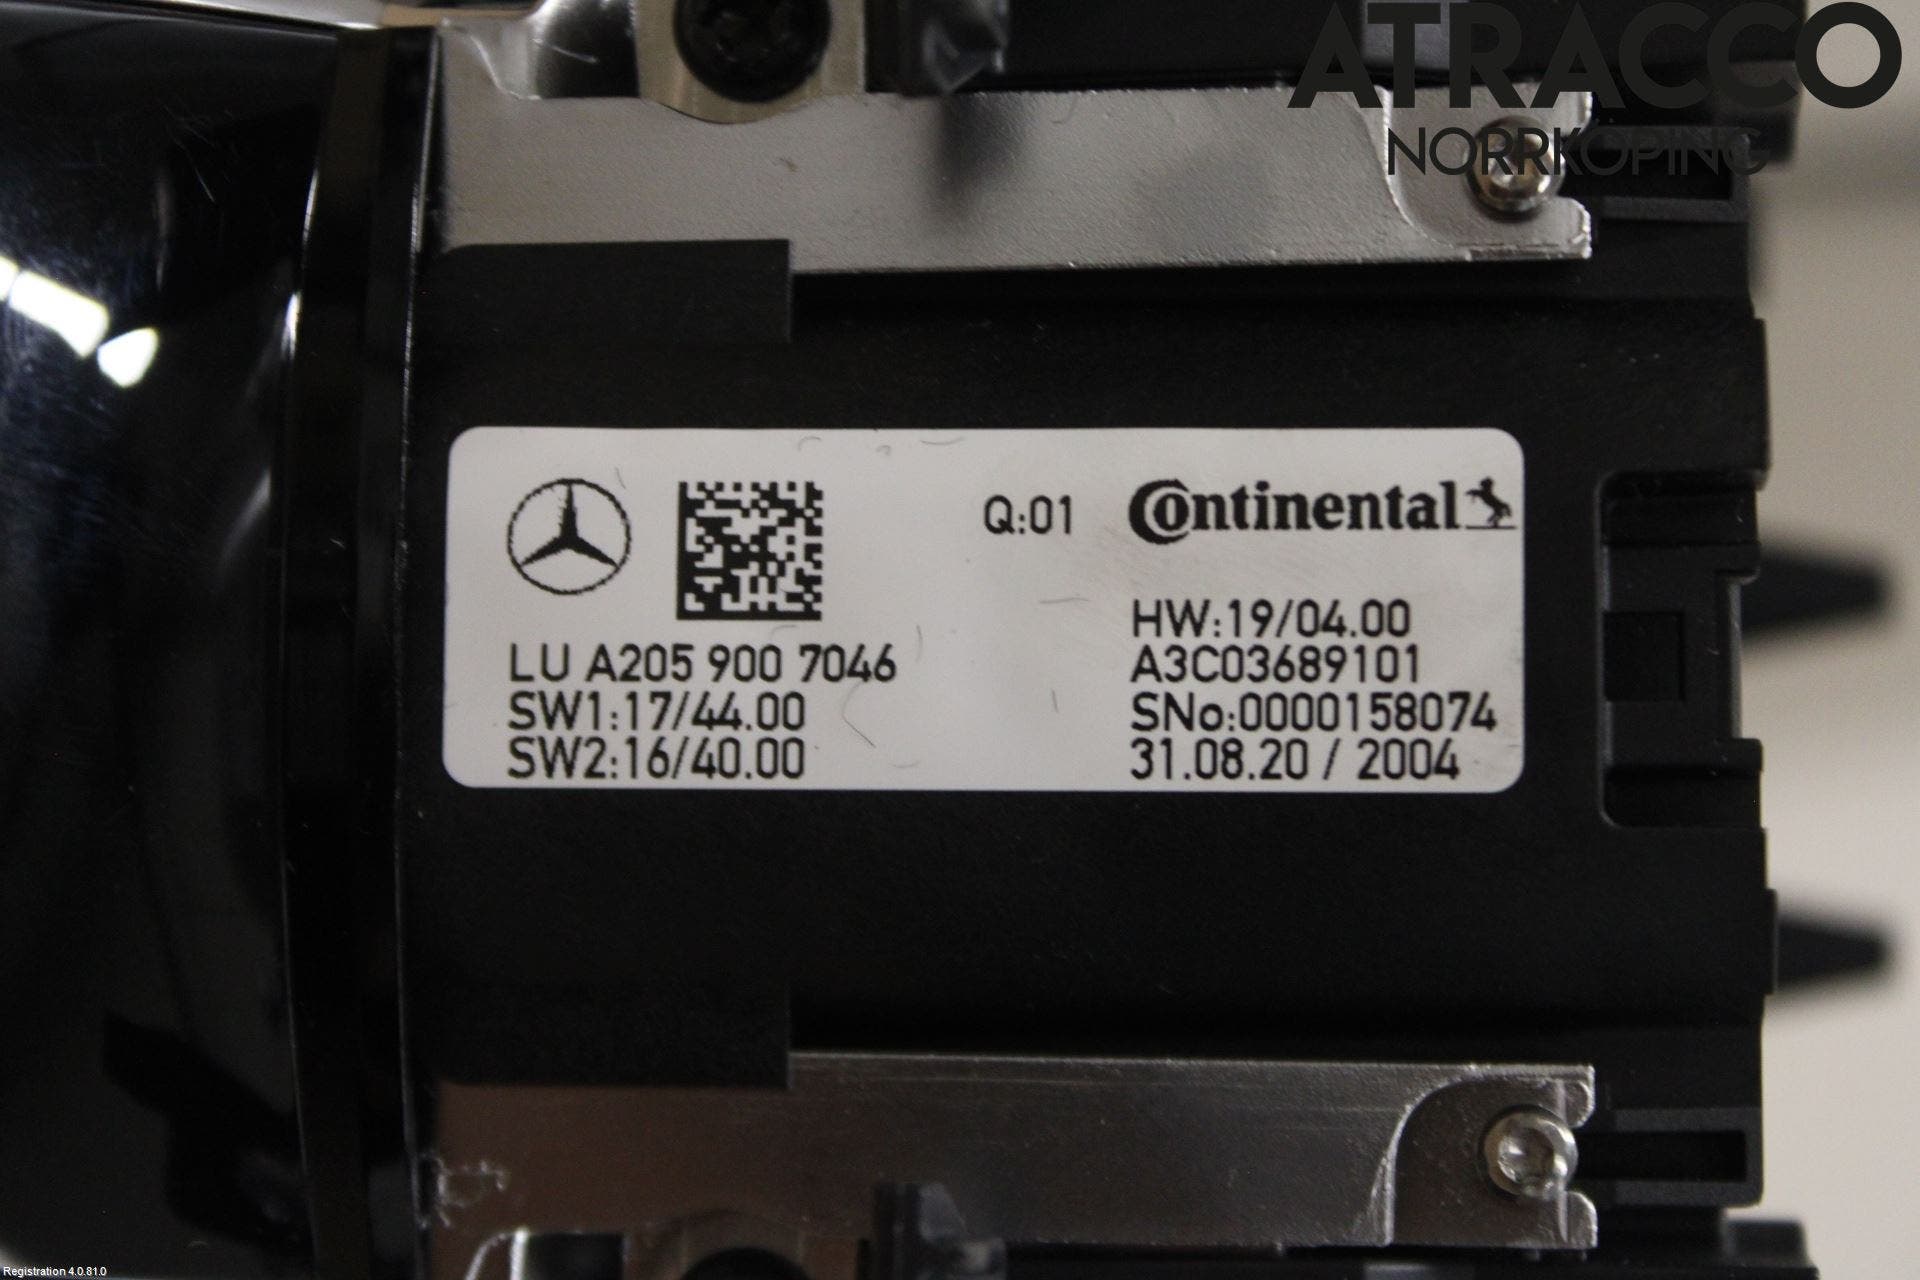 ATRACCO
NORRKÖPING
Q:01
Continental
HW:19/04.00
LU A205 900 7046
A3C03689101
SW1:17/44.00
SNo:0000158074
SW2:16/40.00
31.08.20 / 2004
Registration 4.0.81.0